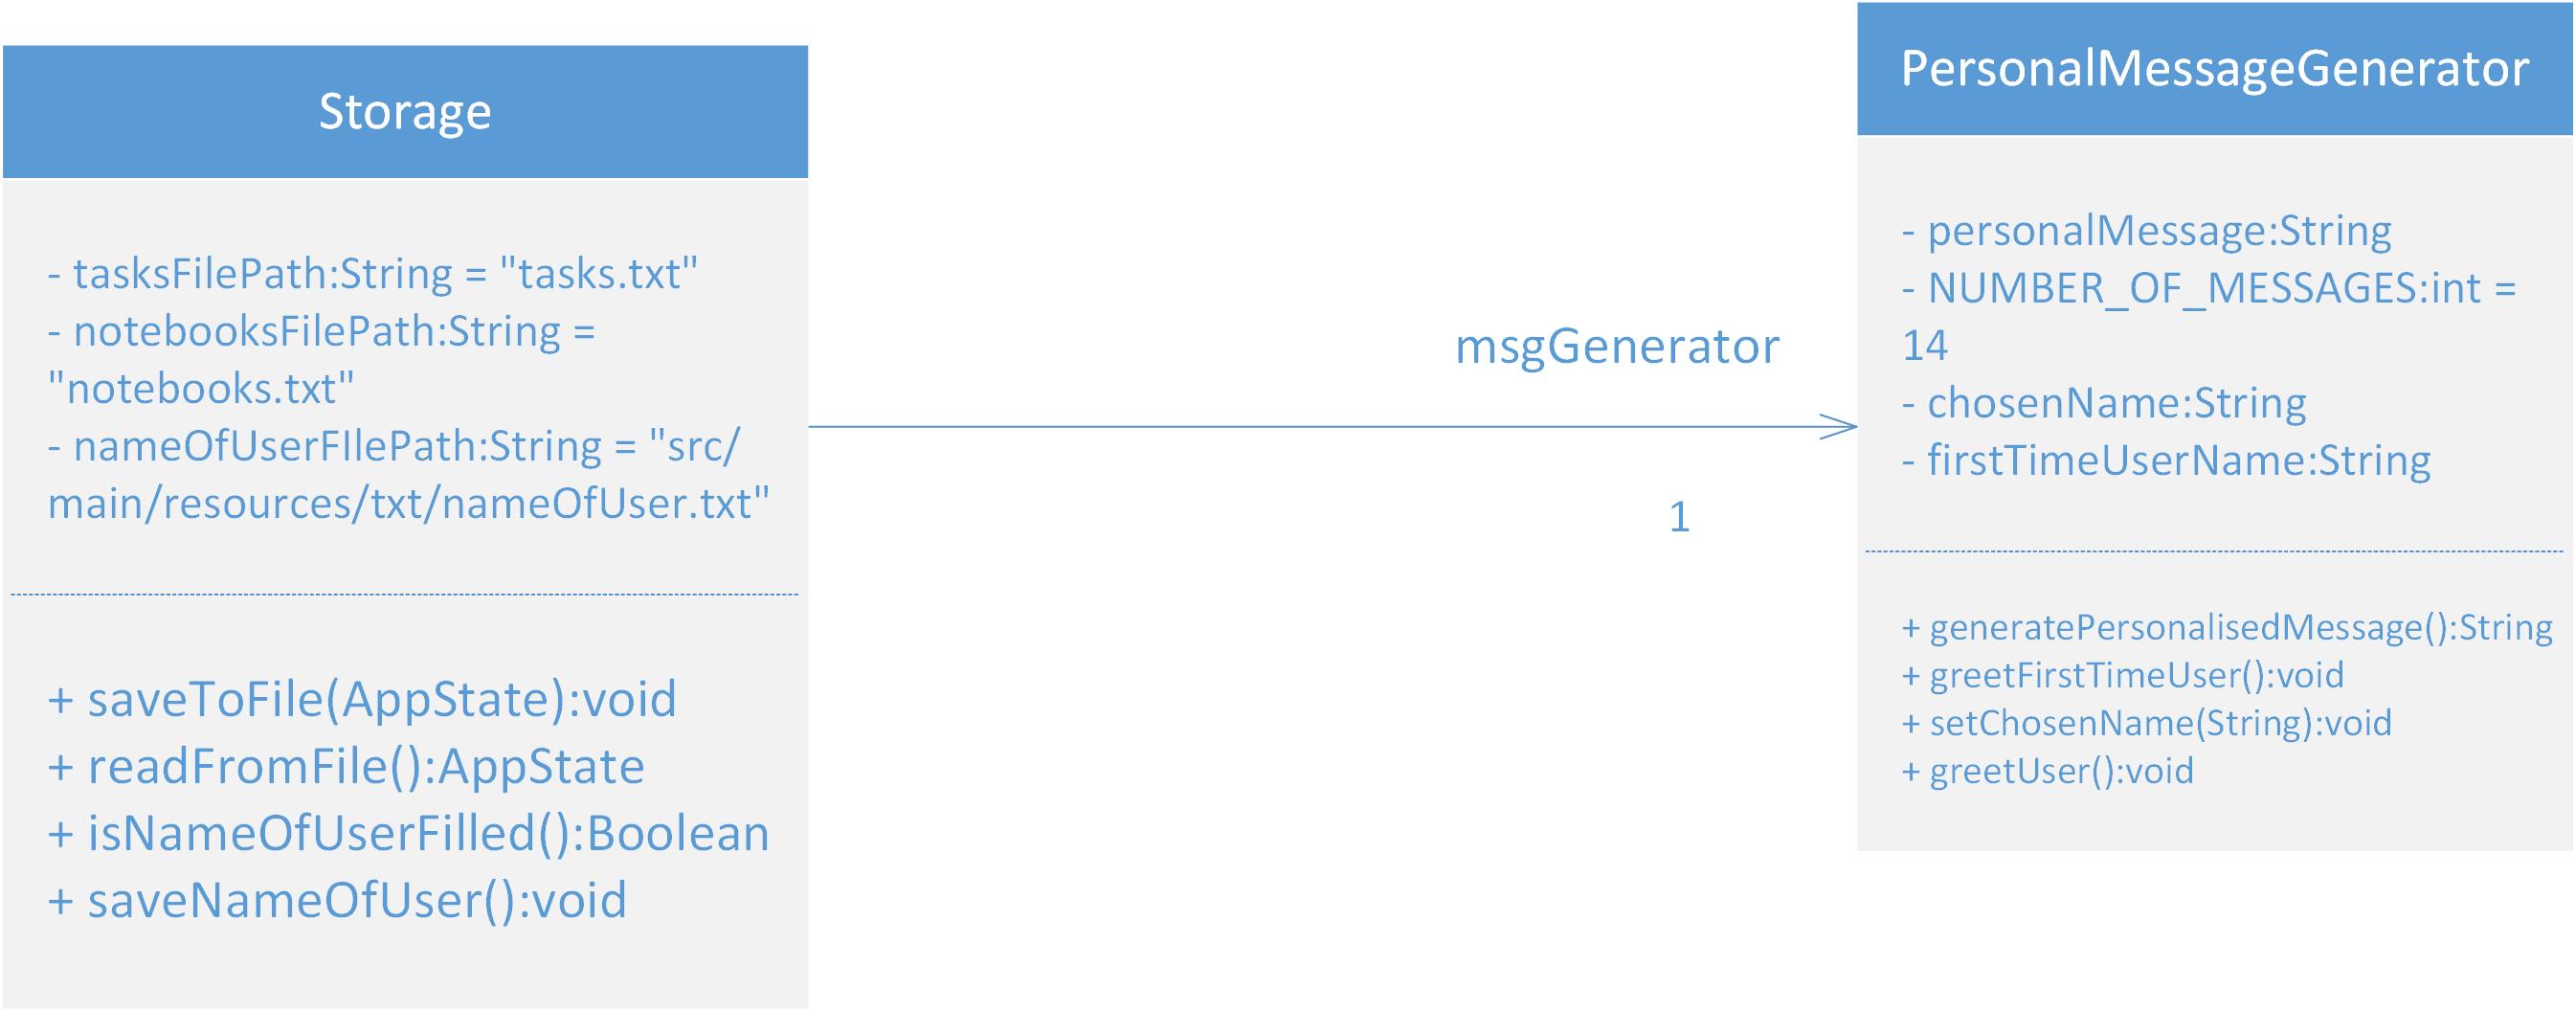 Storage
- tasksFilePath:String = "tasks.txt"
- notebooksFilePath:String =
"notebooks.txt"
- nameOfUserFIlePath:String = "src/
main/resources/txt/nameOfUser.txt"
+ saveToFile(AppState):void
+ readFromFile():AppState
+ isNameOfUserFilled():Boolean
+ saveNameOfUser():void
msgGenerator
1
PersonalMessageGenerator
- personalMessage:String
- NUMBER_OF_MESSAGES:int =
14
- chosenName:String
- firstTimeUserName:String
+ generatePersonalisedMessage():String
+ greetFirstTimeUser():void
+ setChosenName(String):void
+ greetUser():void